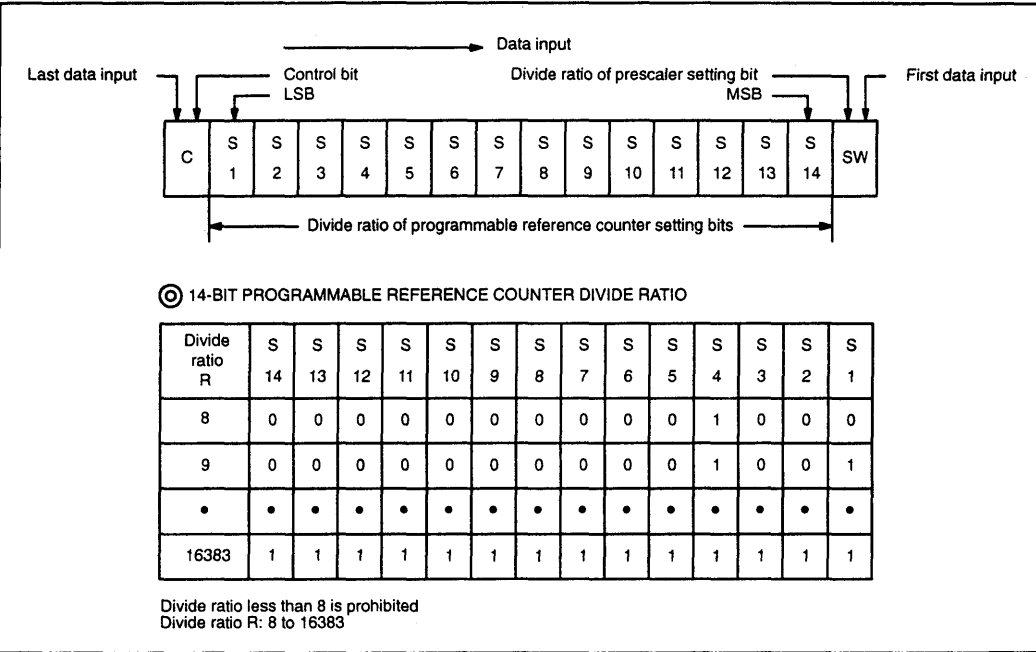 Data input
Last data input
Control bit
Divide ratio of prescaler setting bit
First data input
LSB
MSB
C S 1 S 2 S 3 S 4 S 5 S 6 S 7 S 8 S 9 S 10 S 11 S 12 S 13 S 14 SW
Divide ratio of programmable reference counter setting bits
14-BIT PROGRAMMABLE REFERENCE COUNTER DIVIDE RATIO
Divide ratio R S 14 S 13 S 12 S 11 S 10 S 9 S 8 S 7 S 6 S 5 S 4 S 3 S 2 S 1
8 0 0 0 0 0 0 0 0 0 0 1 0 0 0
9 0 0 0 0 0 0 0 0 0 0 1 0 0 1
• • • • • • • • • • • • • • •
16383 1 1 1 1 1 1 1 1 1 1 1 1 1 1
Divide ratio less than 8 is prohibited
Divide ratio R: 8 to 16383